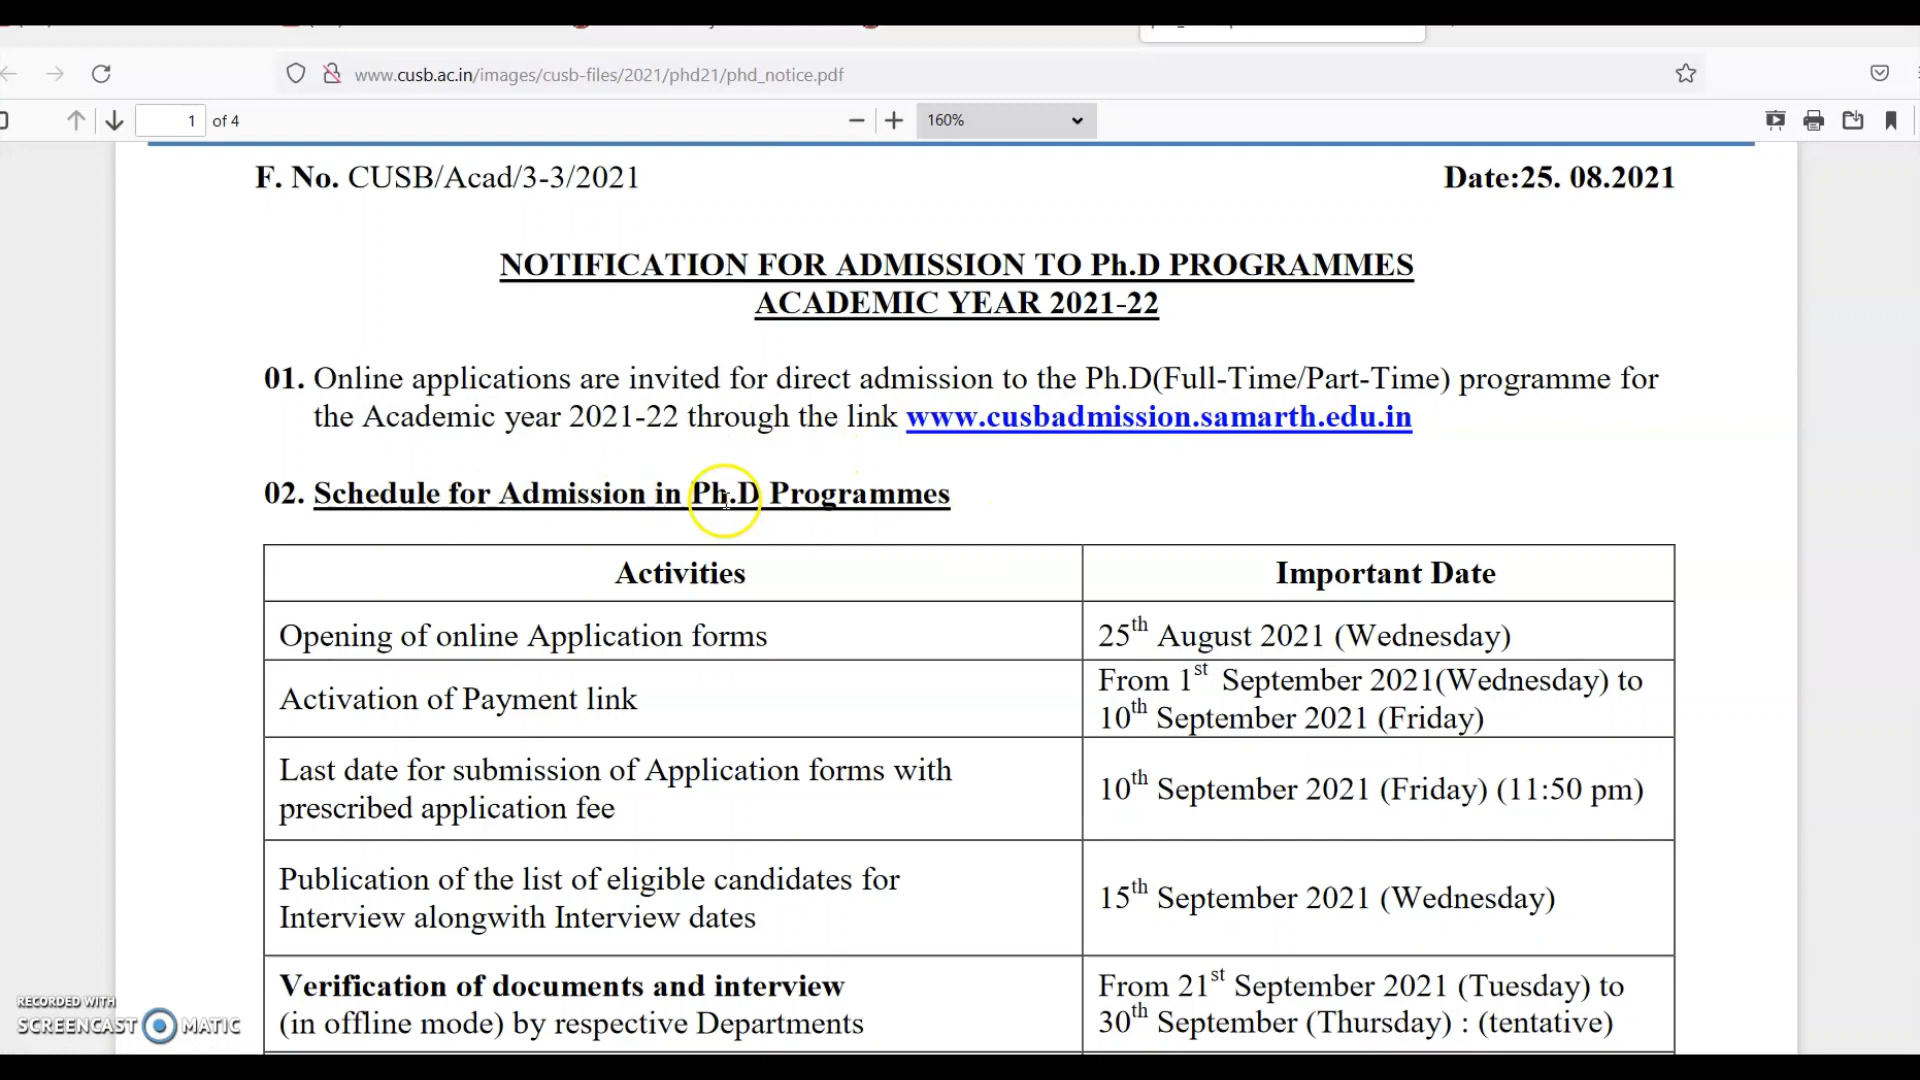 www.cusb.ac.in/images/cusb-files/2021/phd21/phd_notice.pdf
1 of 4
160%
F. No. CUSB/Acad/3-3/2021 Date:25. 08.2021
NOTIFICATION FOR ADMISSION TO Ph.D PROGRAMMES
ACADEMIC YEAR 2021-22
01. Online applications are invited for direct admission to the Ph.D(Full-Time/Part-Time) programme for
the Academic year 2021-22 through the link www.cusbadmission.samarth.edu.in
02. Schedule for Admission in Ph.D Programmes
Activities Important Date
Opening of online Application forms 25th August 2021 (Wednesday)
Activation of Payment link From 1st September 2021(Wednesday) to
10th September 2021 (Friday)
Last date for submission of Application forms with
prescribed application fee 10th September 2021 (Friday) (11:50 pm)
Publication of the list of eligible candidates for
Interview alongwith Interview dates 15th September 2021 (Wednesday)
Verification of documents and interview From 21st September 2021 (Tuesday) to
(in offline mode) by respective Departments 30th September (Thursday) : (tentative)
RECORDED WITH
SCREENCAST MATIC